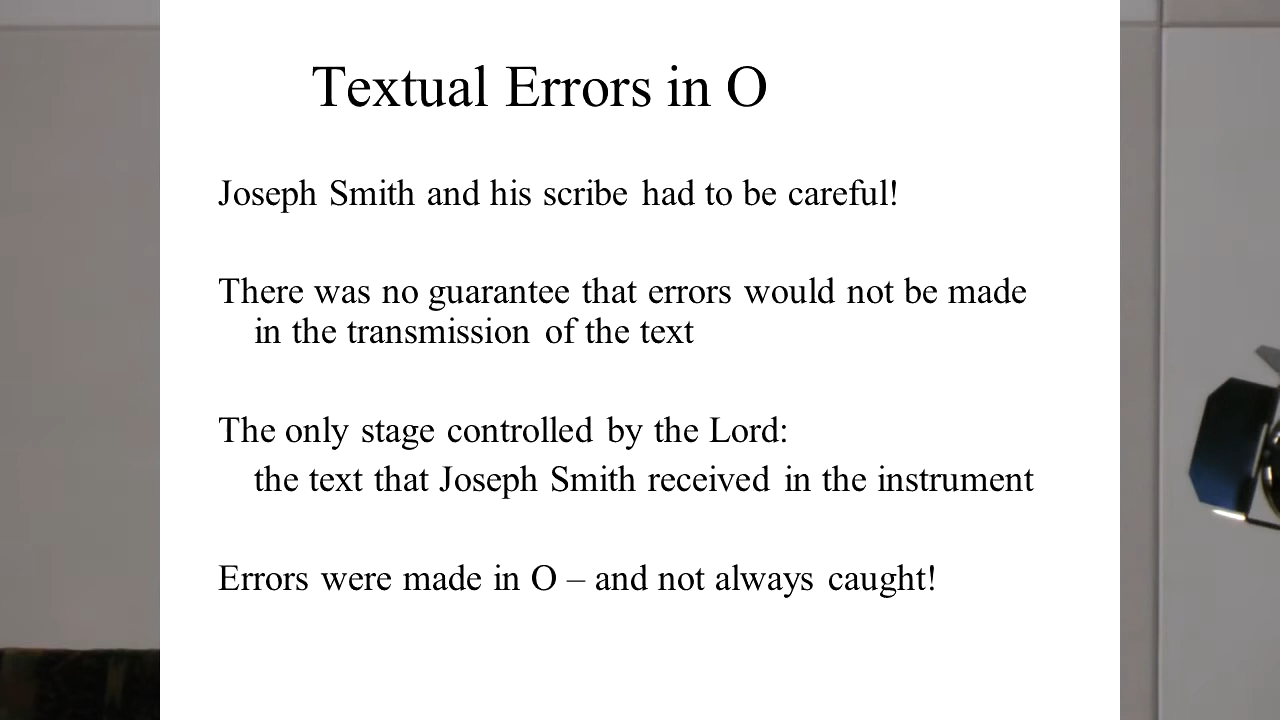 Textual Errors in O
Joseph Smith and his scribe had to be careful!
There was no guarantee that errors would not be made
in the transmission of the text
The only stage controlled by the Lord:
the text that Joseph Smith received in the instrument
Errors were made in O – and not always caught!